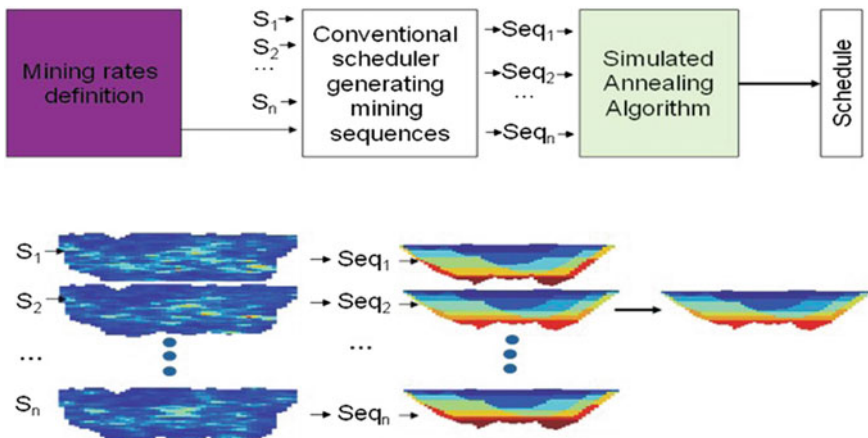 Mining rates
definition
S1
S2
...
Sn
Conventional
scheduler
generating
mining
sequences
Seq1
Seq2
...
Seqn
Simulated
Annealing
Algorithm
Schedule
S1
Seq1
S2
Seq2
...
...
Sn
Seqn